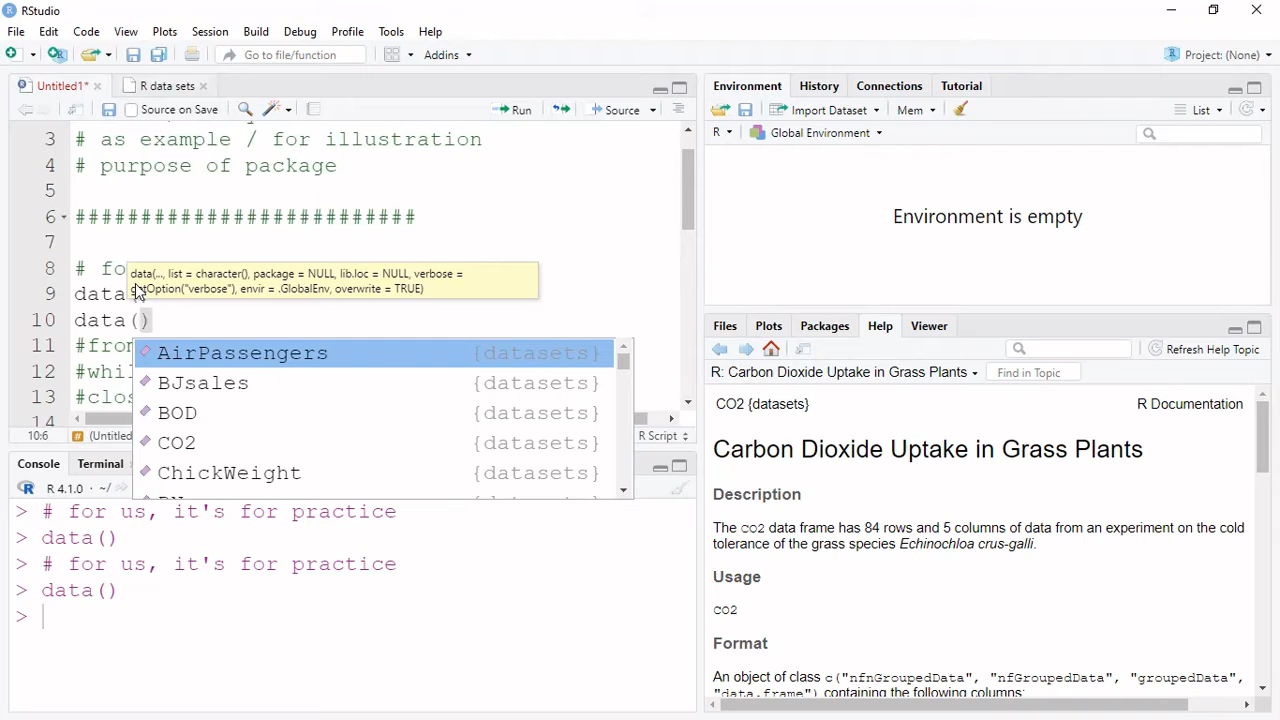 RStudio
File Edit Code View Plots Session Build Debug Profile Tools Help
Go to file/function Addins Project: (None)
Untitled1* R data sets
Source on Save Run Source
3 # as example / for illustration
4 # purpose of package
5
6 ##########################
7
8 # fo
9 data
10 data()
11 #fron
12 #whi
13 #clos
14
data(..., list = character(), package = NULL, lib.loc = NULL, verbose =
getOption("verbose"), envir = .GlobalEnv, overwrite = TRUE)
AirPassengers {datasets}
BJsales {datasets}
BOD {datasets}
CO2 {datasets}
ChickWeight {datasets}
10:6 (Untitled R Script
Console Terminal
R 4.1.0 · ~/
> # for us, it's for practice
> data()
> # for us, it's for practice
> data()
>
Environment History Connections Tutorial
Import Dataset Mem List
R Global Environment
Environment is empty
Files Plots Packages Help Viewer
Refresh Help Topic
R: Carbon Dioxide Uptake in Grass Plants Find in Topic
CO2 {datasets} R Documentation
Carbon Dioxide Uptake in Grass Plants
Description
The CO2 data frame has 84 rows and 5 columns of data from an experiment on the cold
tolerance of the grass species Echinochloa crus-galli.
Usage
CO2
Format
An object of class c("nfnGroupedData", "nfGroupedData", "groupedData",
"data.frame") containing the following columns: